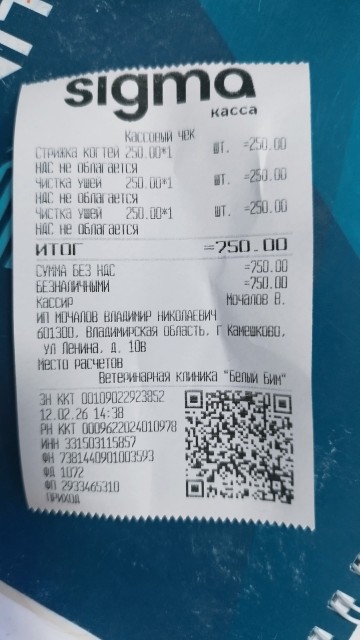 sigma
касса
Кассовый чек
Стрижка когтей 250.00*1 шт. =250.00
НДС не облагается
Чистка ушей 250.00*1 шт. =250.00
НДС не облагается
Чистка ушей 250.00*1 шт. =250.00
НДС не облагается
ИТОГ =750.00
СУММА БЕЗ НДС =750.00
БЕЗНАЛИЧНЫМИ =750.00
Кассир Мочалов В.
ИП МОЧАЛОВ ВЛАДИМИР НИКОЛАЕВИЧ
601300, Владимирская область, г Камешково,
ул Ленина, д. 10в
Место расчетов
Ветеринарная клиника "Белый Бим"
ЗН ККТ 00109022923852
12.02.26 14:38
РН ККТ 0009622024010978
ИНН 331503115857
ФН 7381440901003593
ФД 1072
ФП 2933465310
ПРИХОД